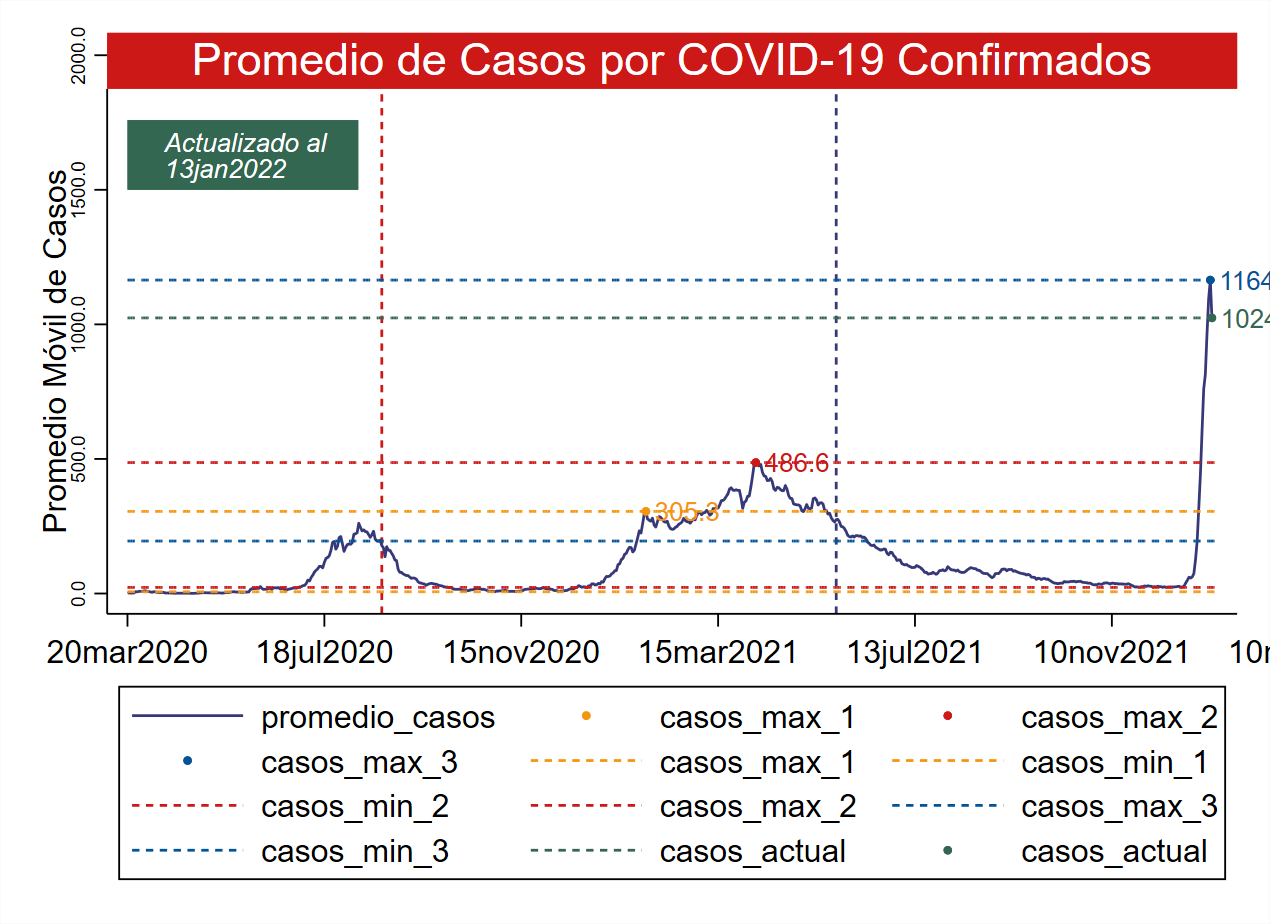 Promedio de Casos por COVID-19 Confirmados
Actualizado al
13jan2022
Promedio Móvil de Casos
2000.0
1500.0
1000.0
500.0
0.0
1164
1024
486.6
305.3
20mar2020 18jul2020 15nov2020 15mar2021 13jul2021 10nov2021
promedio_casos casos_max_1 casos_max_2
casos_max_3 casos_max_1 casos_min_1
casos_min_2 casos_max_2 casos_max_3
casos_min_3 casos_actual casos_actual